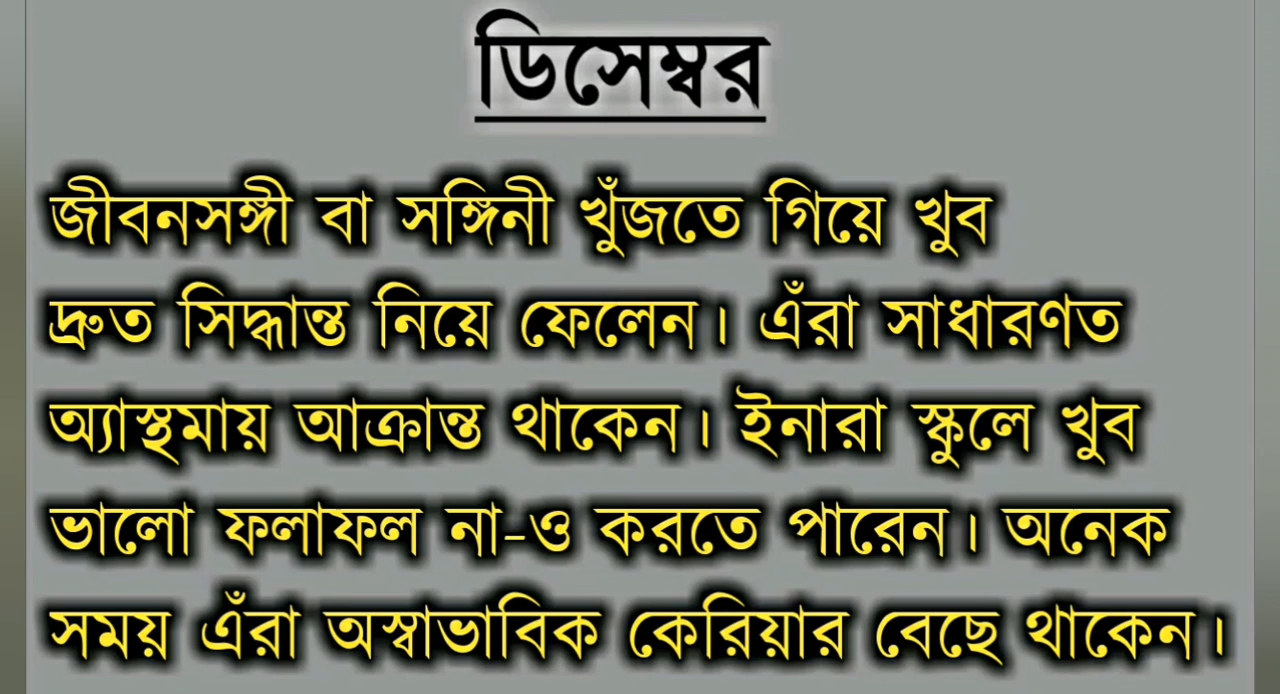 ডিসেম্বর
জীবনসঙ্গী বা সঙ্গিনী খুঁজতে গিয়ে খুব
দ্রুত সিদ্ধান্ত নিয়ে ফেলেন। এঁরা সাধারণত
অ্যাস্থমায় আক্রান্ত থাকেন। ইনারা স্কুলে খুব
ভালো ফলাফল না-ও করতে পারেন। অনেক
সময় এঁরা অস্বাভাবিক কেরিয়ার বেছে থাকেন।